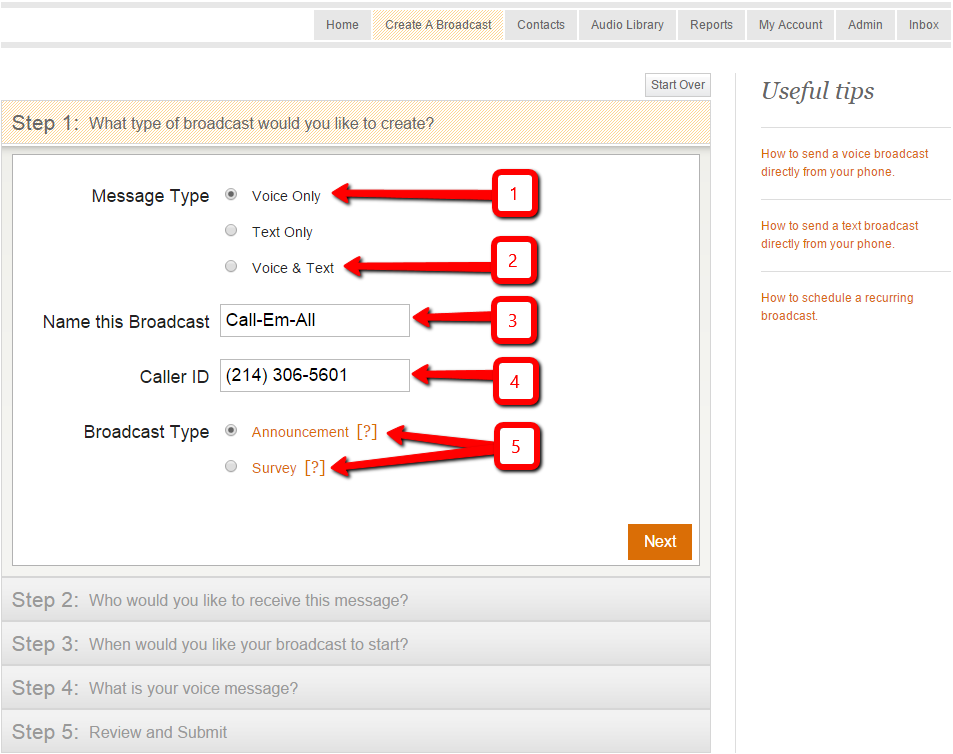 Home Create A Broadcast Contacts Audio Library Reports My Account Admin Inbox
Start Over
Useful tips
Step 1: What type of broadcast would you like to create?
How to send a voice broadcast
directly from your phone.
Message Type Voice Only 1
Text Only
How to send a text broadcast
directly from your phone.
Voice & Text 2
How to schedule a recurring
broadcast.
Name this Broadcast Call-Em-All 3
Caller ID (214) 306-5601 4
Broadcast Type Announcement [?] 5
Survey [?]
Next
Step 2: Who would you like to receive this message?
Step 3: When would you like your broadcast to start?
Step 4: What is your voice message?
Step 5: Review and Submit